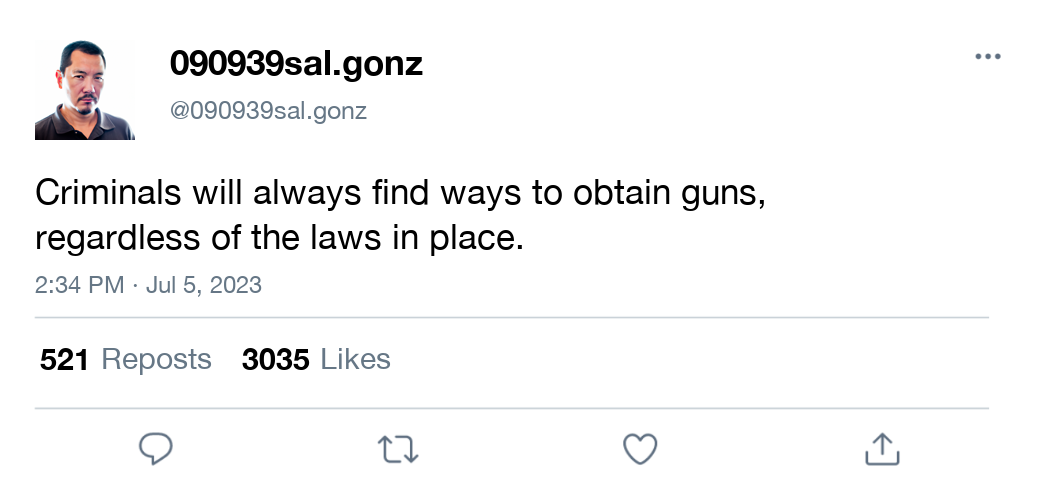 090939sal.gonz
@090939sal.gonz
Criminals will always find ways to obtain guns,
regardless of the laws in place.
2:34 PM · Jul 5, 2023
521 Reposts 3035 Likes